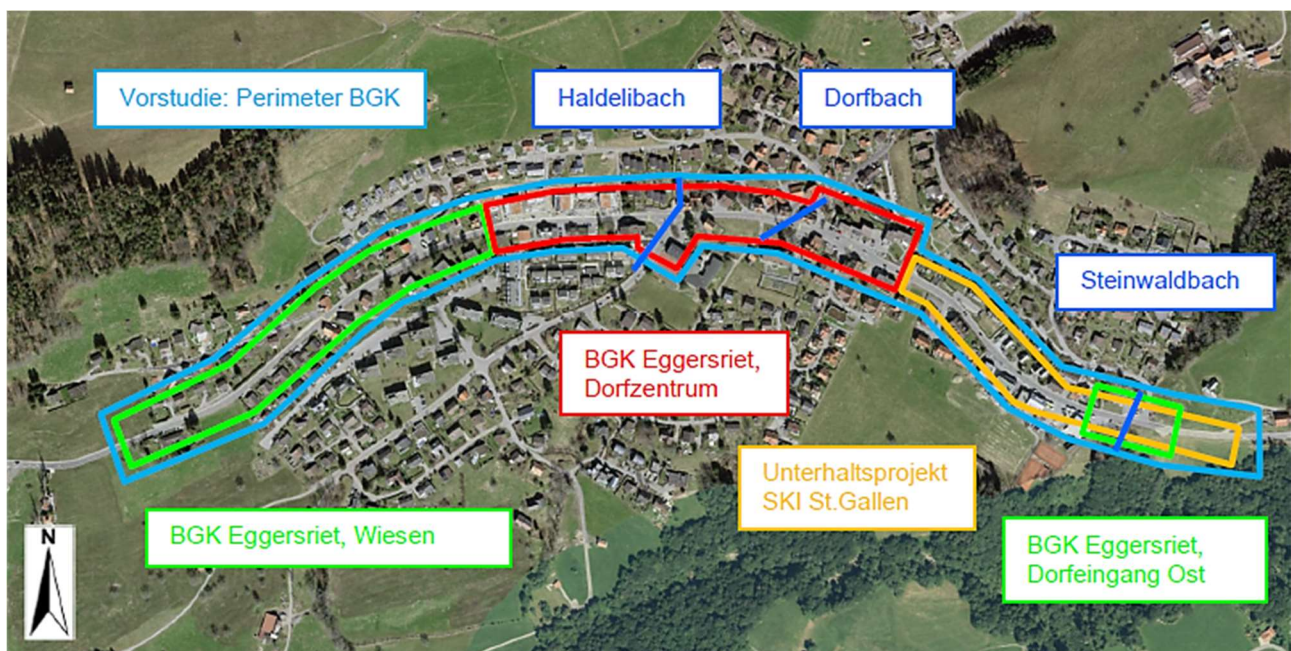 Vorstudie: Perimeter BGK
Haldelibach
Dorfbach
Steinwaldbach
BGK Eggersriet,
Dorfzentrum
Unterhaltsprojekt
SKI St.Gallen
BGK Eggersriet, Wiesen
BGK Eggersriet,
Dorfeingang Ost
N